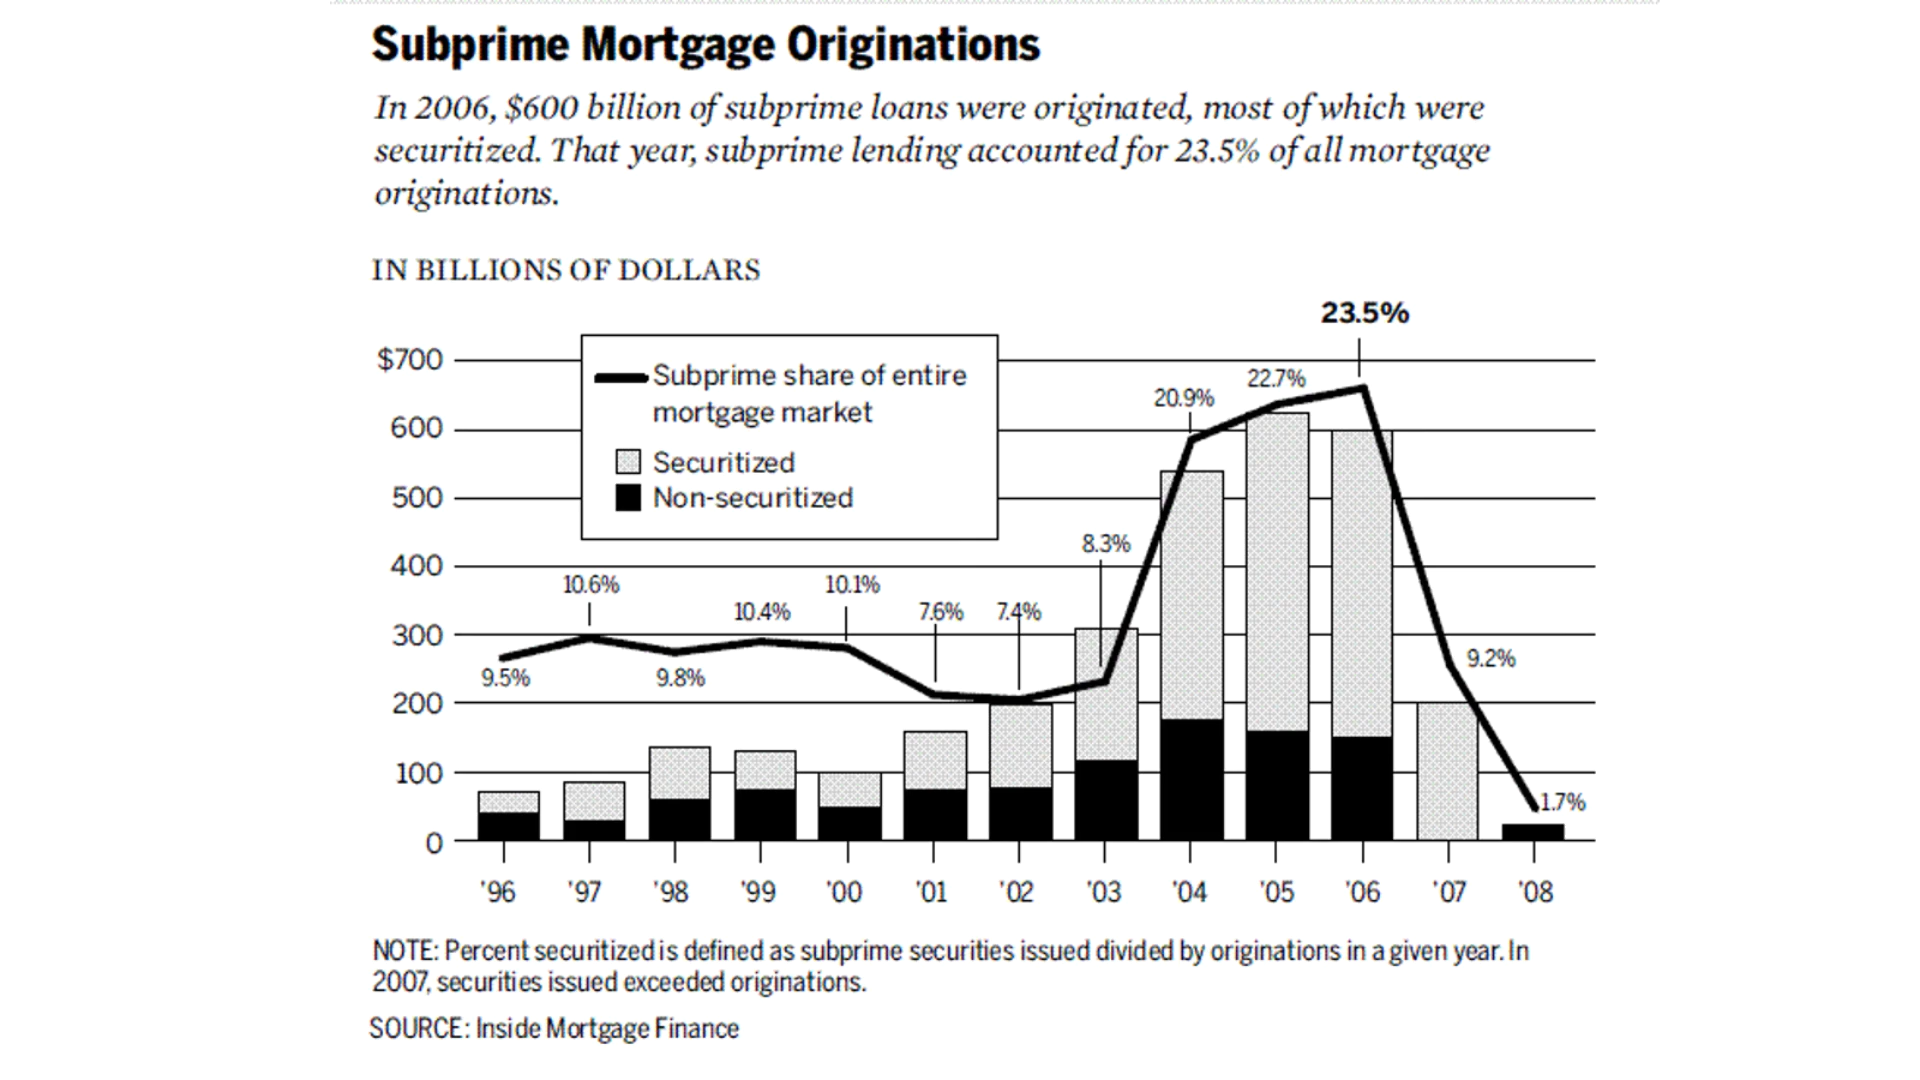 Subprime Mortgage Originations
In 2006, $600 billion of subprime loans were originated, most of which were
securitized. That year, subprime lending accounted for 23.5% of all mortgage
originations.
IN BILLIONS OF DOLLARS
23.5%
$700
600
500
400
300
200
100
0
Subprime share of entire
mortgage market
Securitized
Non-securitized
9.5%
10.6%
9.8%
10.4%
10.1%
7.6%
7.4%
8.3%
20.9%
22.7%
9.2%
1.7%
'96 '97 '98 '99 '00 '01 '02 '03 '04 '05 '06 '07 '08
NOTE: Percent securitized is defined as subprime securities issued divided by originations in a given year. In
2007, securities issued exceeded originations.
SOURCE: Inside Mortgage Finance